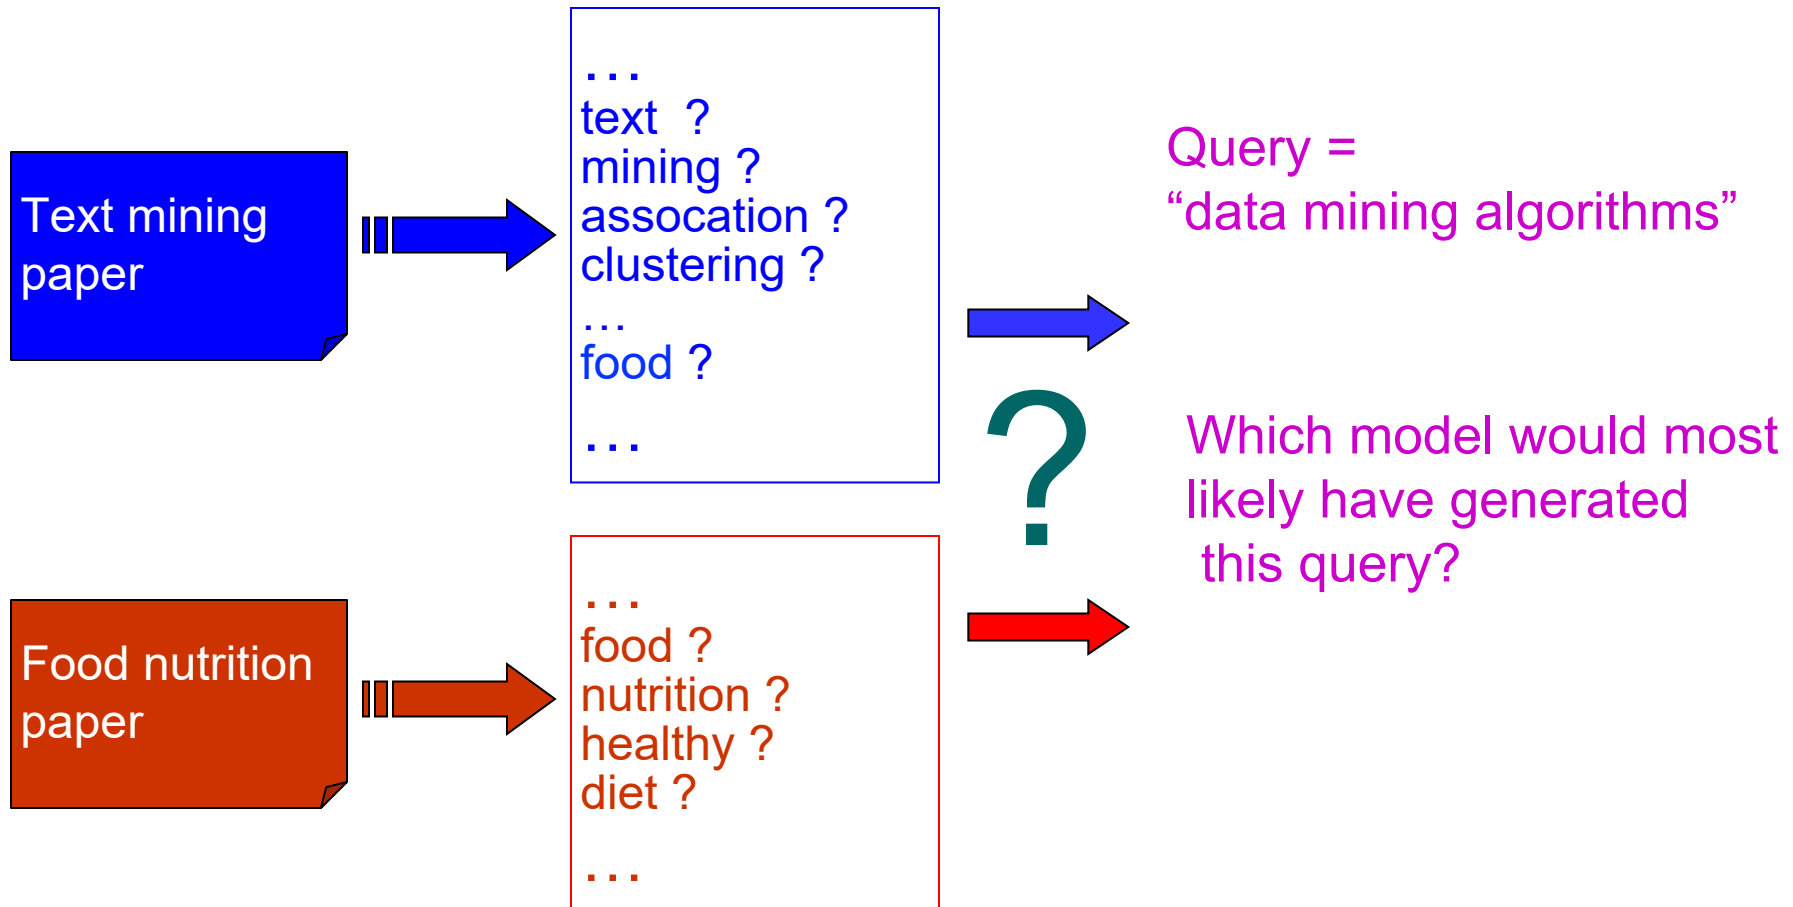 Text mining
paper
…
text ?
mining ?
assocation ?
clustering ?
…
food ?
…
Query =
“data mining algorithms”
?
Which model would most
likely have generated
this query?
Food nutrition
paper
…
food ?
nutrition ?
healthy ?
diet ?
…